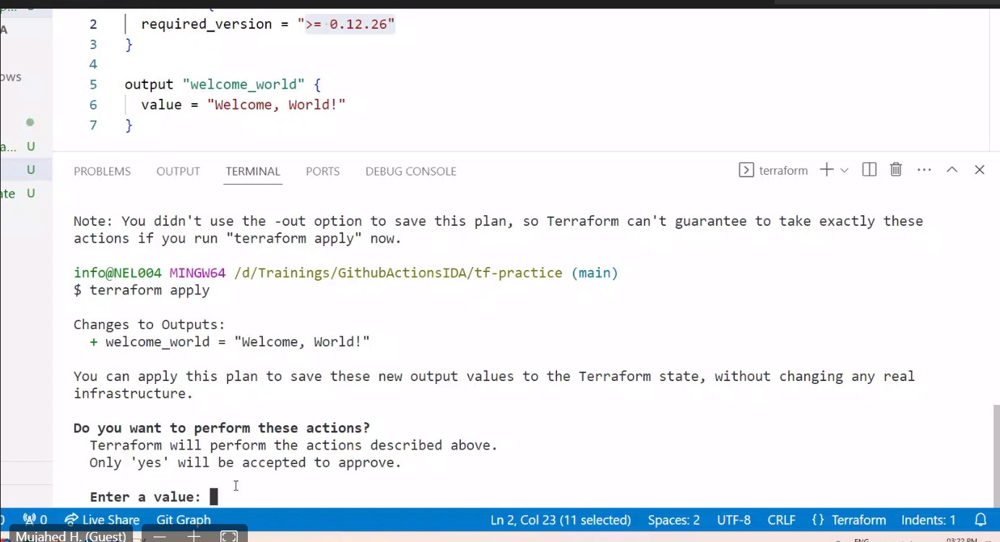 A
ows
a... U
U
ate U
2 required_version = ">= 0.12.26"
3 }
4
5 output "welcome_world" {
6 value = "Welcome, World!"
7 }
PROBLEMS OUTPUT TERMINAL PORTS DEBUG CONSOLE
terraform
Note: You didn't use the -out option to save this plan, so Terraform can't guarantee to take exactly these
actions if you run "terraform apply" now.
info@NEL004 MINGW64 /d/Trainings/GithubActionsIDA/tf-practice (main)
$ terraform apply
Changes to Outputs:
+ welcome_world = "Welcome, World!"
You can apply this plan to save these new output values to the Terraform state, without changing any real
infrastructure.
Do you want to perform these actions?
Terraform will perform the actions described above.
Only 'yes' will be accepted to approve.
Enter a value:
0 Live Share Git Graph Ln 2, Col 23 (11 selected) Spaces: 2 UTF-8 CRLF {} Terraform Indents: 1
Mujahed H. (Guest)
ENG 03:22 PM